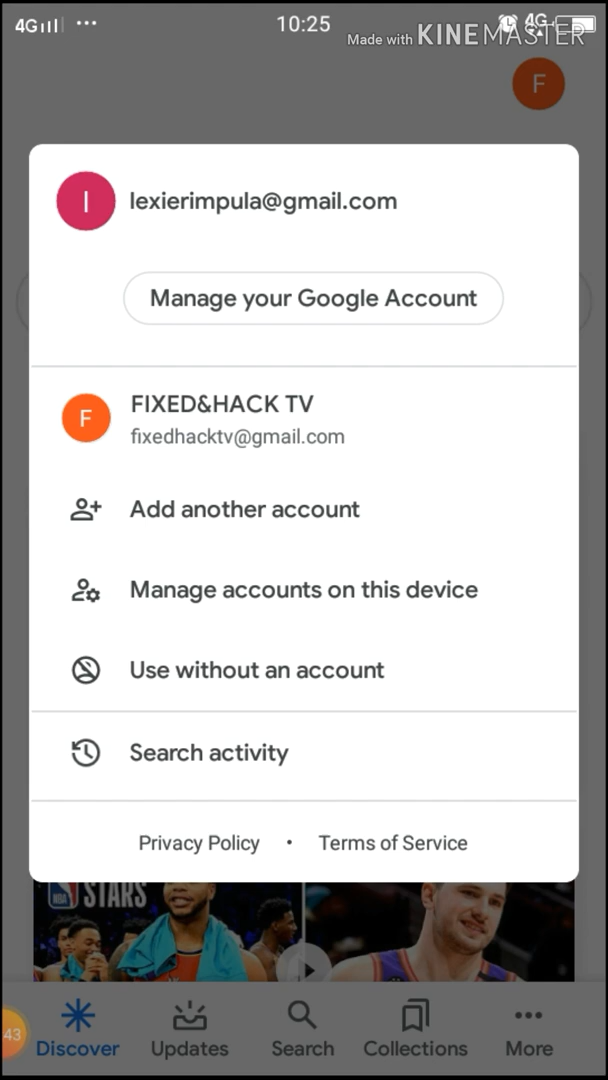 4G
10:25
4G
Made with KINEMASTER
F
I
lexierimpula@gmail.com
Manage your Google Account
F
FIXED&HACK TV
fixedhacktv@gmail.com
Add another account
Manage accounts on this device
Use without an account
Search activity
Privacy Policy • Terms of Service
NBA STARS
43
Discover Updates Search Collections More